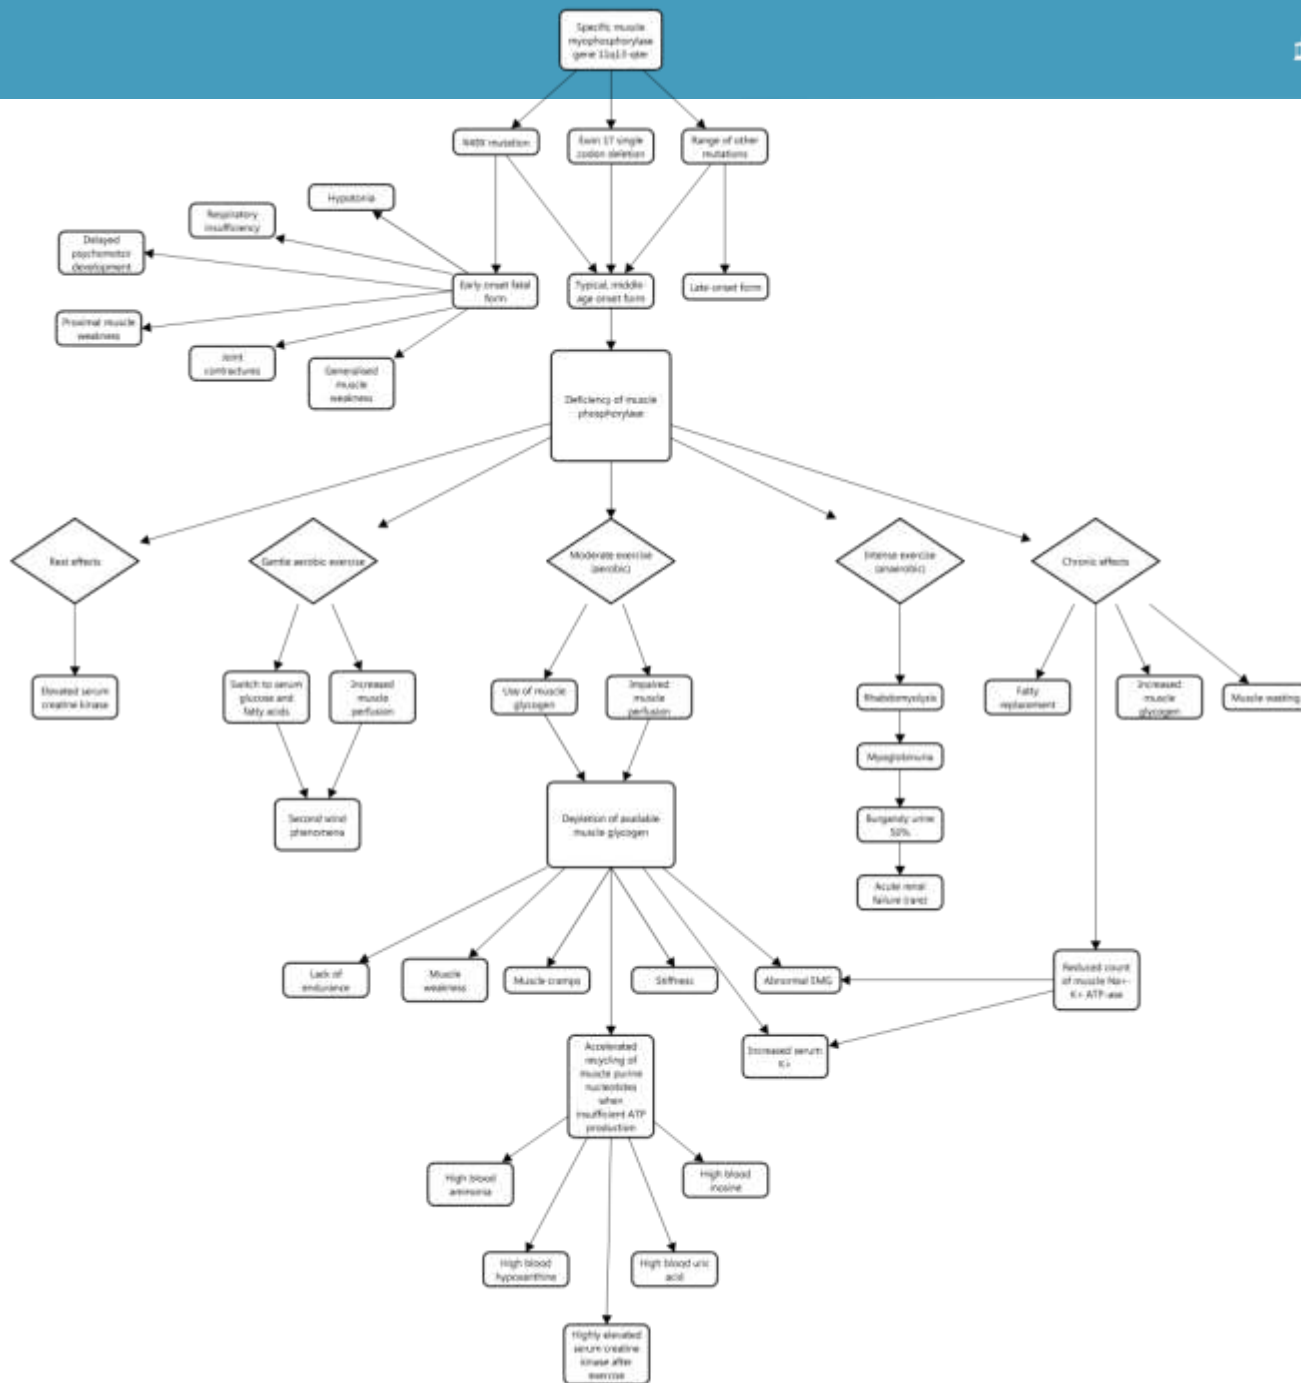 Specific muscle
myophosphorylase
gene 11q13-qter
mutation
Exon 17 single
codon deletion
Range of other
mutations
Hypotonia
Respiratory
insufficiency
Delayed
psychomotor
development
Early onset fatal
form
Typical, middle
age onset form
Late-onset form
Proximal muscle
weakness
Joint
contractures
Generalised
muscle
weakness
Deficiency of muscle
phosphorylase
Rest effects
Gentle aerobic exercise
Moderate exercise
(aerobic)
Intense exercise
(anaerobic)
Chronic effects
Elevated serum
creatine kinase
Switch to serum
glucose and
fatty acids
Increased
muscle
perfusion
Use of muscle
glycogen
Impaired
muscle
perfusion
Rhabdomyolysis
Fatty
replacement
Increased
muscle
glycogen
Muscle wasting
Myoglobinuria
Second wind
phenomena
Depletion of available
muscle glycogen
Burgandy urine
50%
Acute renal
failure (rare)
Lack of
endurance
Muscle
weakness
Muscle cramps
Stiffness
Abnormal EMG
Reduced count
of muscle Na+-
K+ ATP-ase
Increased serum
K+
Accelerated
recycling of
muscle purine
nucleotides
when
insufficient ATP
production
High blood
ammonia
High blood
inosine
High blood
hypoxanthine
High blood uric
acid
Highly elevated
serum creatine
kinase after
exercise